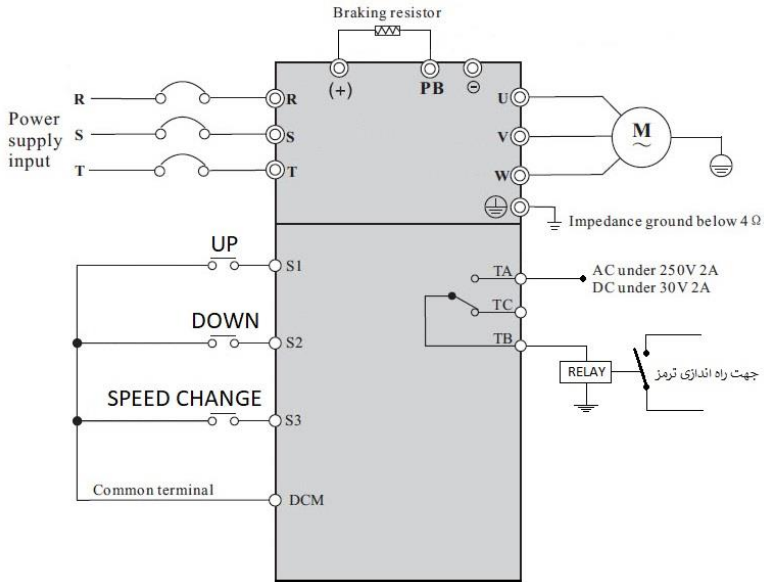 Braking resistor
(+)
PB
⊖
R
R
S
S
T
T
Power
supply
input
U
V
W
M
~
Impedance ground below 4 Ω
UP
S1
DOWN
S2
SPEED CHANGE
S3
Common terminal
DCM
TA
AC under 250V 2A
DC under 30V 2A
TC
TB
RELAY
جهت راه اندازی ترمز